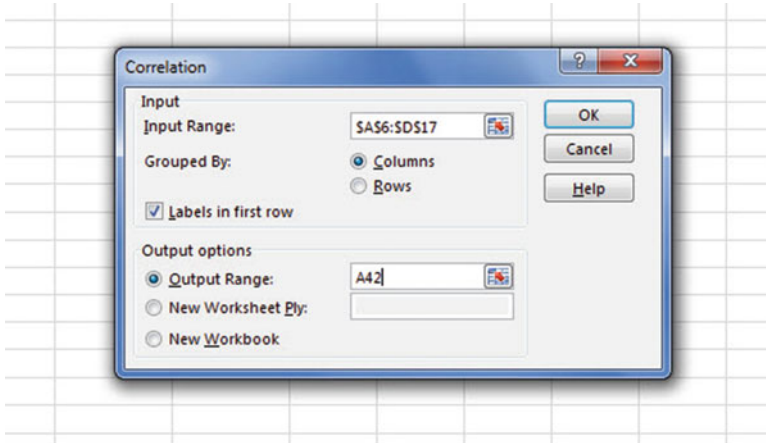 Correlation
Input
Input Range: $A$6:$D$17
Grouped By: Columns
Rows
Labels in first row
Output options
Output Range: A42
New Worksheet Ply:
New Workbook
?
X
OK
Cancel
Help